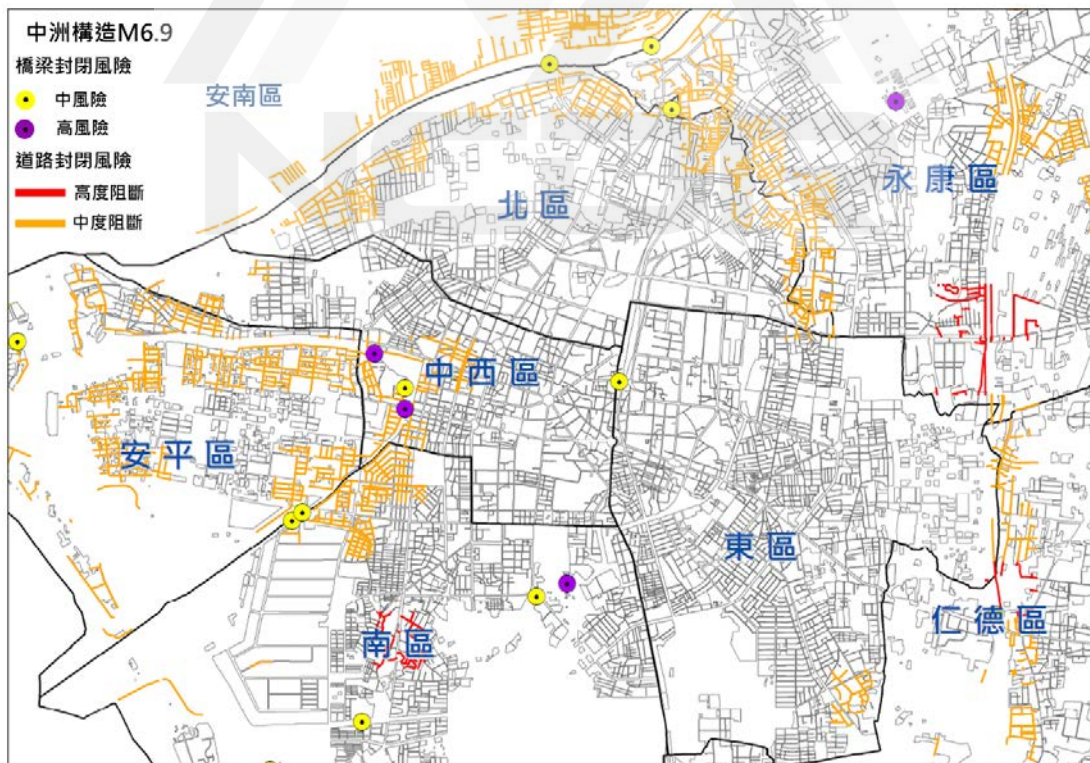 中洲構造M6.9
橋梁封閉風險
中風險
高風險
道路封閉風險
高度阻斷
中度阻斷
安南區
北區
永康區
中西區
安平區
東區
南區
仁德區